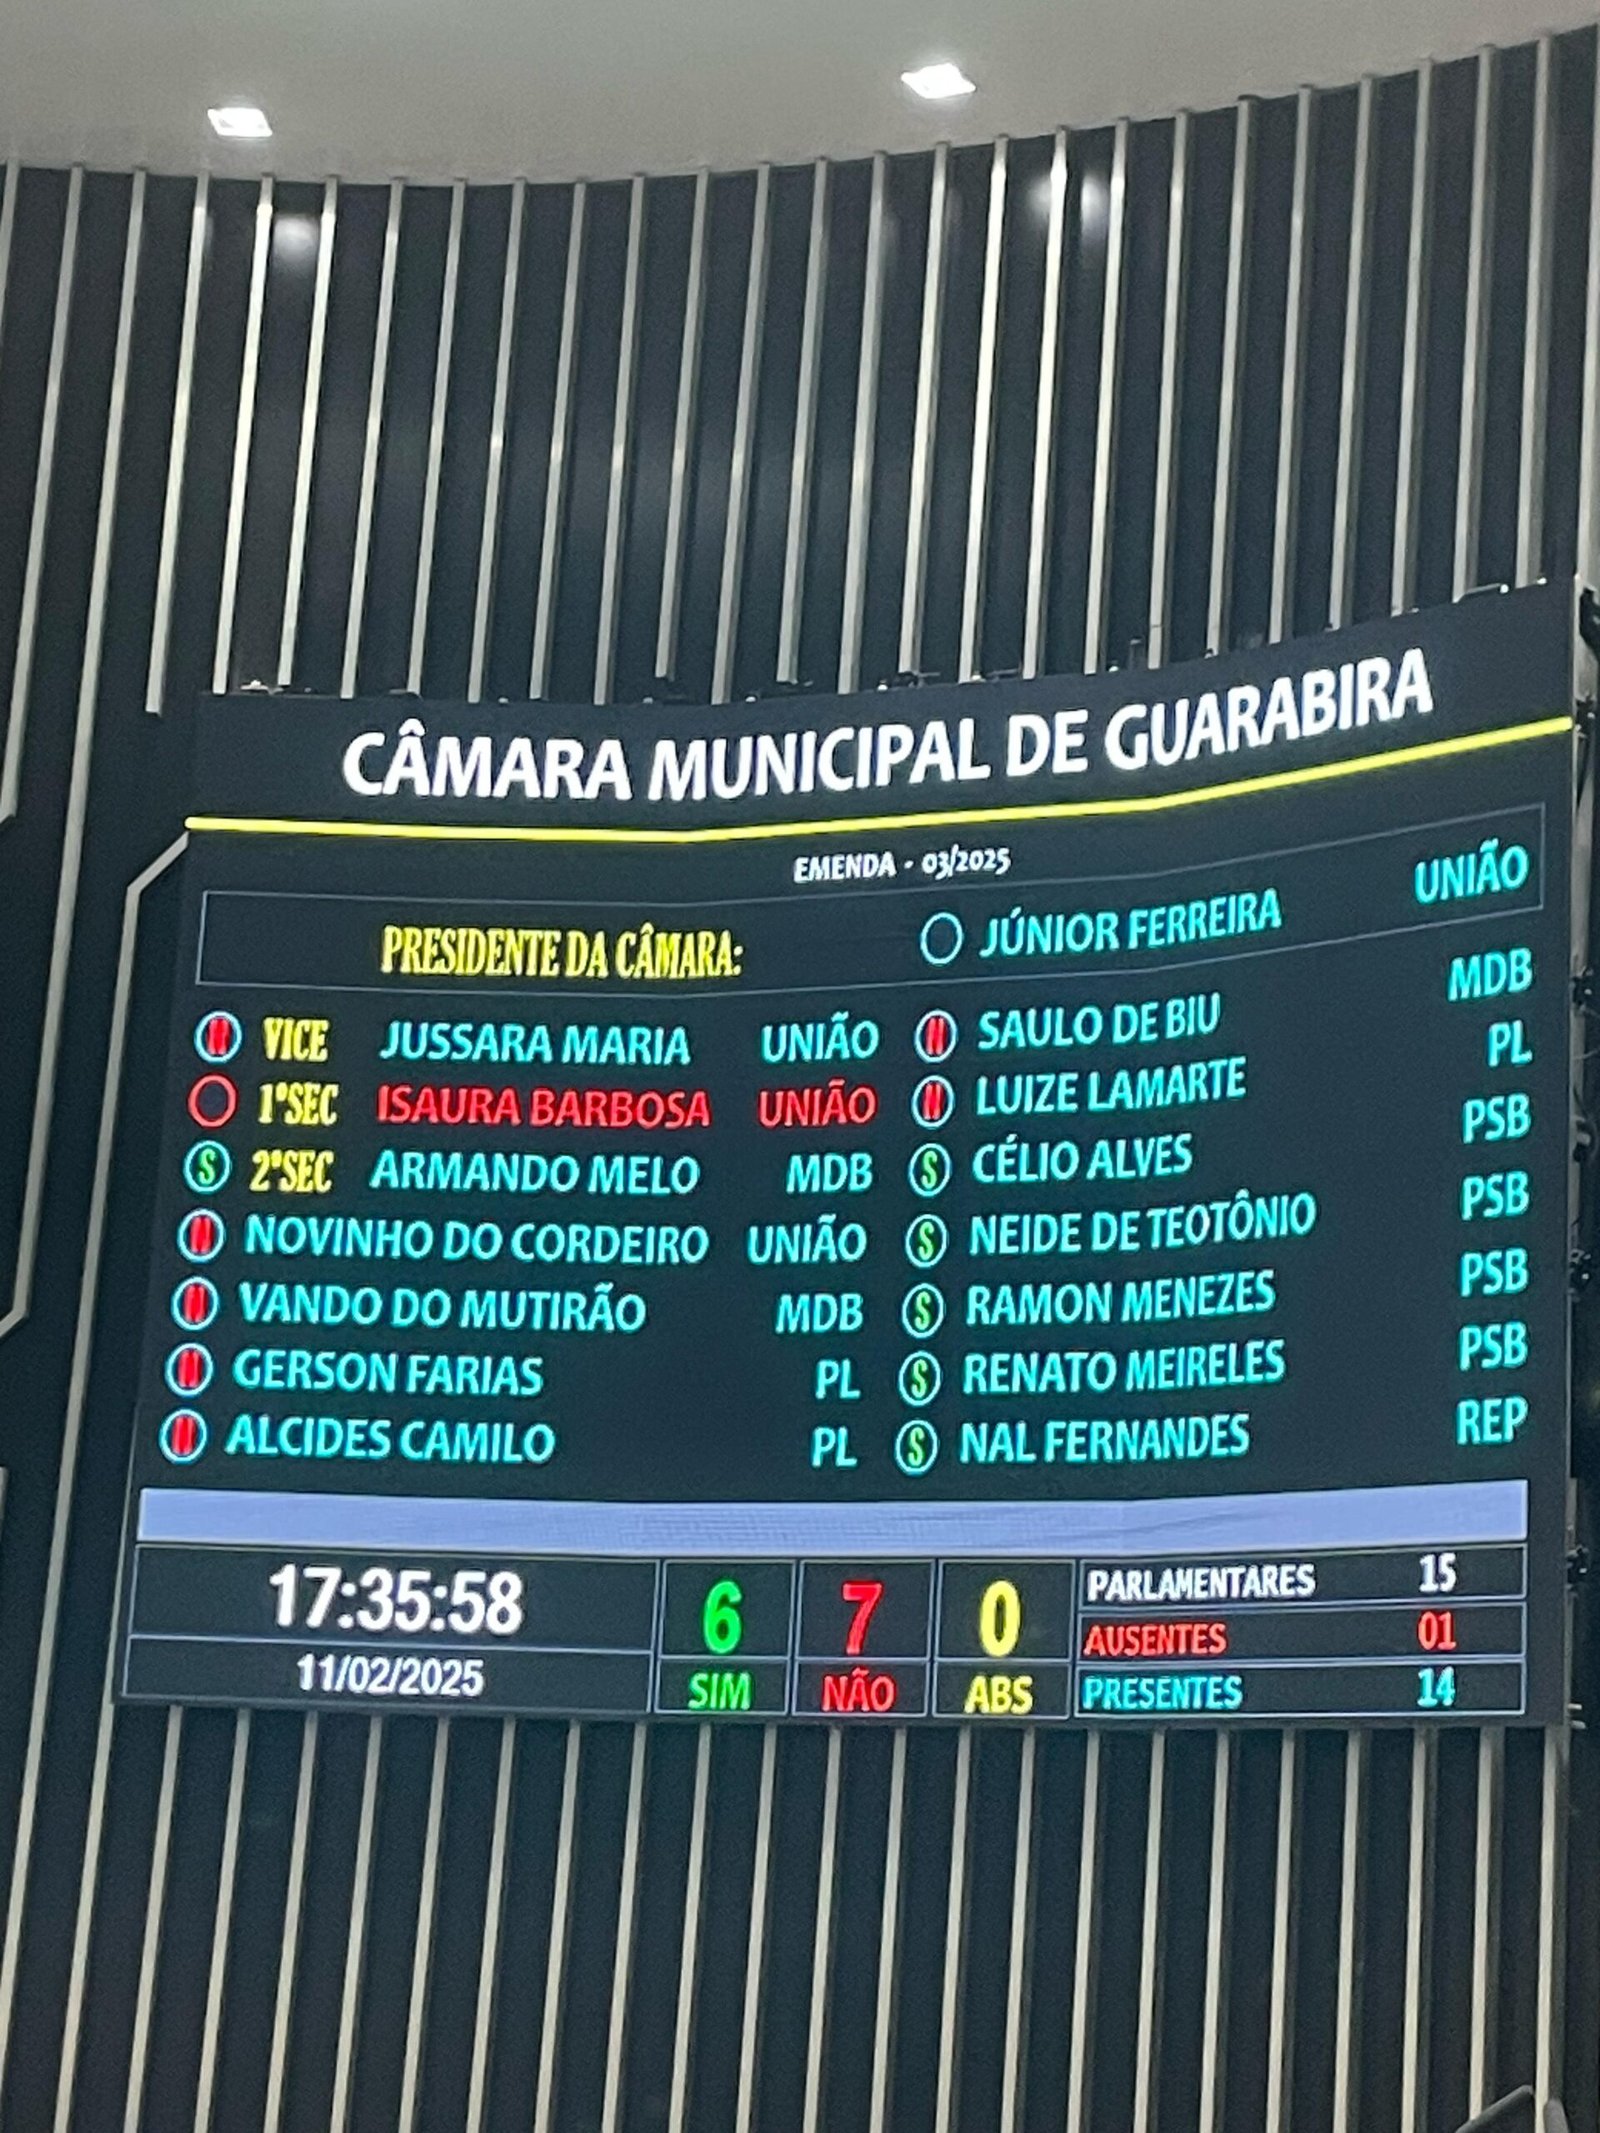 CÂMARA MUNICIPAL DE GUARABIRA
EMENDA - 03/2025
PRESIDENTE DA CÂMARA: JÚNIOR FERREIRA UNIÃO
N VICE JUSSARA MARIA UNIÃO
1ºSEC ISAURA BARBOSA UNIÃO
S 2ºSEC ARMANDO MELO MDB
N NOVINHO DO CORDEIRO UNIÃO
N VANDO DO MUTIRÃO MDB
N GERSON FARIAS PL
N ALCIDES CAMILO PL
N SAULO DE BIU MDB
N LUIZE LAMARTE PL
S CÉLIO ALVES PSB
S NEIDE DE TEOTÔNIO PSB
S RAMON MENEZES PSB
S RENATO MEIRELES PSB
S NAL FERNANDES REP
17:35:58
11/02/2025
6 SIM
7 NÃO
0 ABS
PARLAMENTARES 15
AUSENTES 01
PRESENTES 14